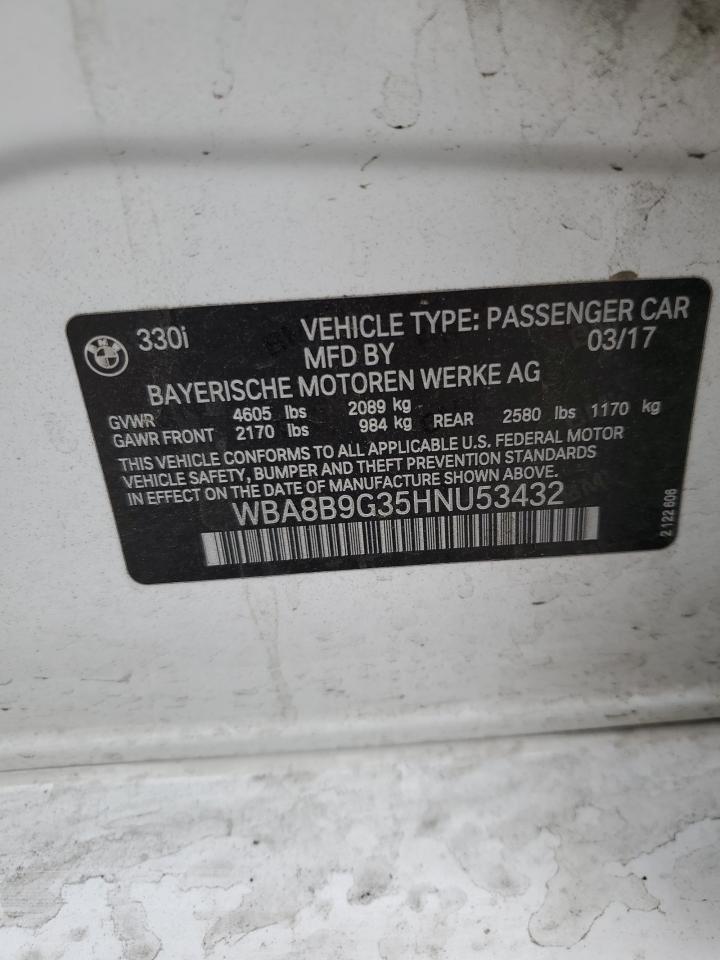 BMW
330i VEHICLE TYPE: PASSENGER CAR
MFD BY 03/17
BAYERISCHE MOTOREN WERKE AG
GVWR 4605 lbs 2089 kg
GAWR FRONT 2170 lbs 984 kg REAR 2580 lbs 1170 kg
THIS VEHICLE CONFORMS TO ALL APPLICABLE U.S. FEDERAL MOTOR
VEHICLE SAFETY, BUMPER AND THEFT PREVENTION STANDARDS
IN EFFECT ON THE DATE OF MANUFACTURE SHOWN ABOVE.
WBA8B9G35HNU53432
2 122 606